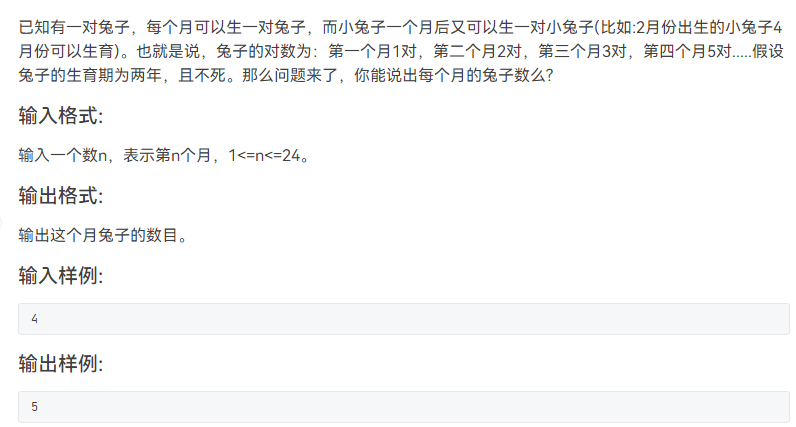 已知有一对兔子，每个月可以生一对兔子，而小兔子一个月后又可以生一对小兔子(比如:2月份出生的小兔子4
月份可以生育)。也就是说，兔子的对数为：第一个月1对，第二个月2对，第三个月3对，第四个月5对.....假设
兔子的生育期为两年，且不死。那么问题来了，你能说出每个月的兔子数么?
输入格式:
输入一个数n，表示第n个月，1<=n<=24。
输出格式:
输出这个月兔子的数目。
输入样例:
4
输出样例:
5